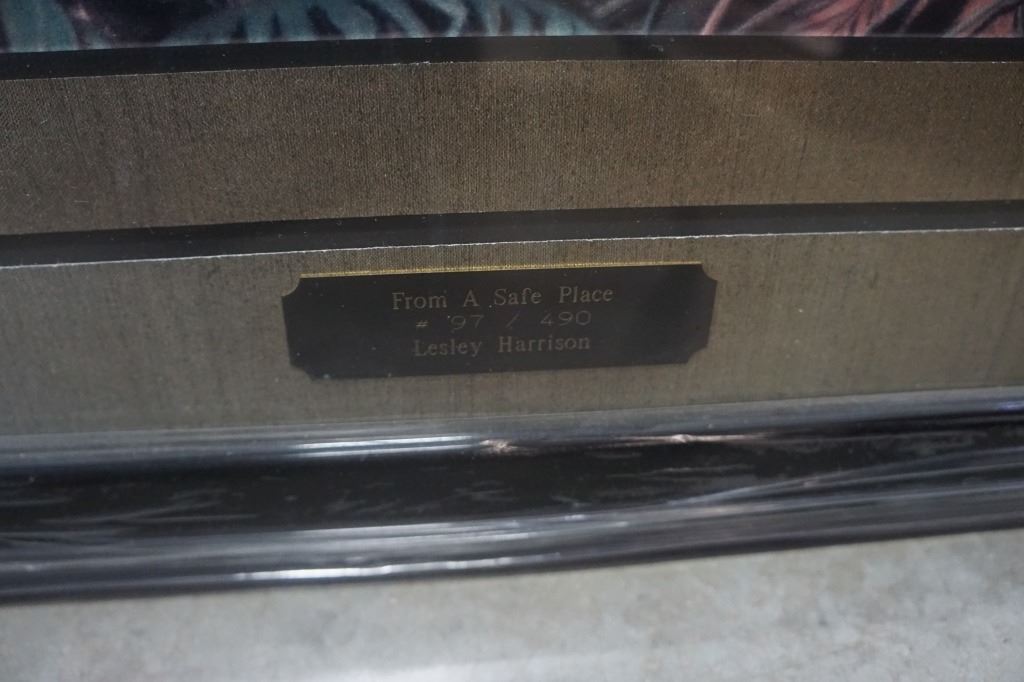 From A Safe Place
# 97 / 490
Lesley Harrison